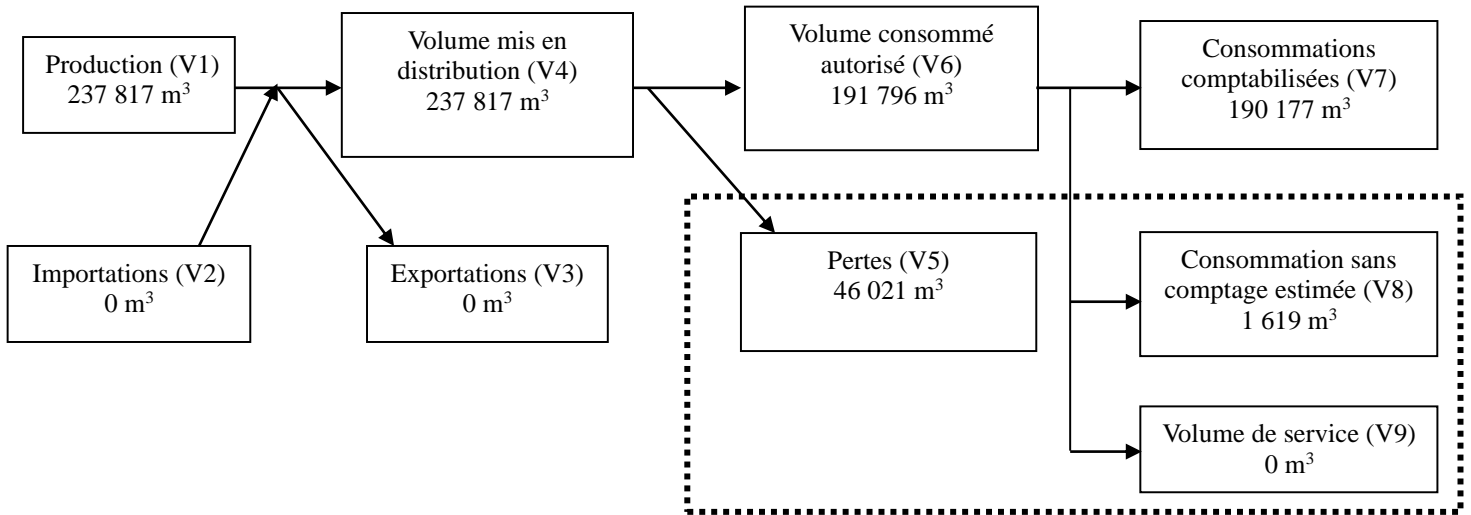 Production (V1)
237 817 m³
Volume mis en
distribution (V4)
237 817 m³
Volume consommé
autorisé (V6)
191 796 m³
Consommations
comptabilisées (V7)
190 177 m³
Importations (V2)
0 m³
Exportations (V3)
0 m³
Pertes (V5)
46 021 m³
Consommation sans
comptage estimée (V8)
1 619 m³
Volume de service (V9)
0 m³